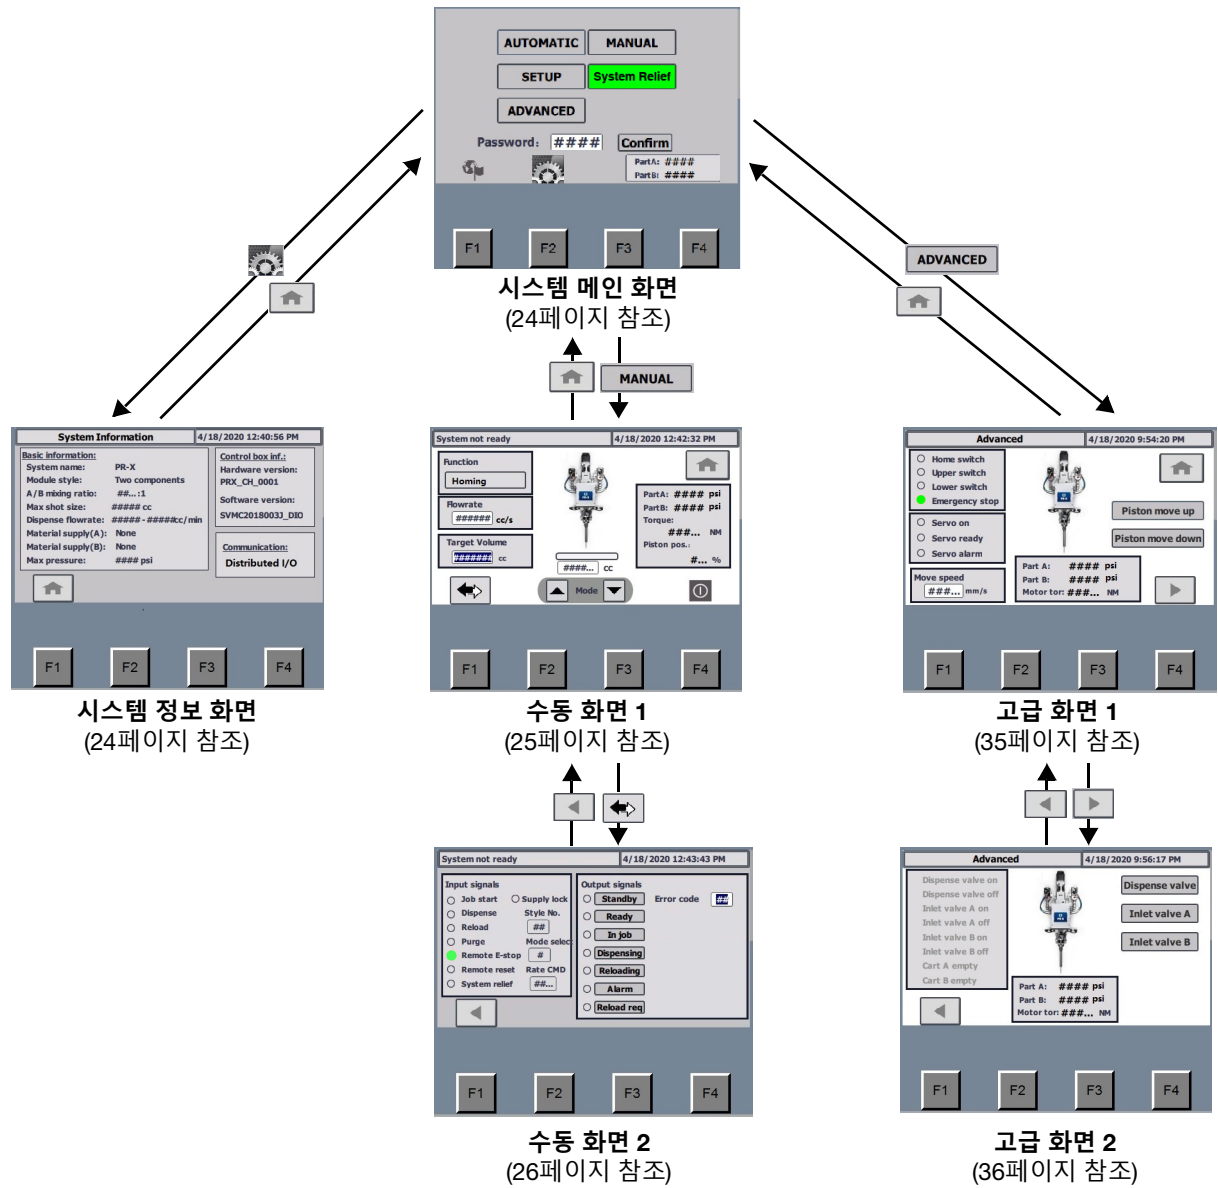 AUTOMATIC MANUAL
SETUP System Relief
ADVANCED
Password: #### Confirm
PartA: ####
PartB: ####
F1 F2 F3 F4
시스템 메인 화면
(24페이지 참조)
ADVANCED
MANUAL
System Information 4/18/2020 12:40:56 PM
Basic information:
System name: PR-X
Module style: Two components
A/B mixing ratio: ##...:1
Max shot size: ##### cc
Dispense flowrate: #####-#####cc/min
Material supply(A): None
Material supply(B): None
Max pressure: #### psi
Control box inf.:
Hardware version:
PRX_CH_0001
Software version:
SVMC2018003J_DIO
Communication:
Distributed I/O
F1 F2 F3 F4
시스템 정보 화면
(24페이지 참조)
System not ready 4/18/2020 12:42:32 PM
Function
Homing
Flowrate
###### cc/s
Target Volume
####### cc
####... cc
Mode
PartA: #### psi
PartB: #### psi
Torque:
###... NM
Piston pos.:
#... %
F1 F2 F3 F4
수동 화면 1
(25페이지 참조)
Advanced 4/18/2020 9:54:20 PM
Home switch
Upper switch
Lower switch
Emergency stop
Servo on
Servo ready
Servo alarm
Move speed
###... mm/s
Part A: #### psi
Part B: #### psi
Motor tor: ###... NM
Piston move up
Piston move down
F1 F2 F3 F4
고급 화면 1
(35페이지 참조)
System not ready 4/18/2020 12:43:43 PM
Input signals
Job start Supply lock
Dispense Style No.
Reload ##
Purge Mode select
Remote E-stop #
Remote reset Rate CMD
System relief ##...
Output signals
Standby Error code ##
Ready
In job
Dispensing
Reloading
Alarm
Reload req
F1 F2 F3 F4
수동 화면 2
(26페이지 참조)
Advanced 4/18/2020 9:56:17 PM
Dispense valve on
Dispense valve off
Inlet valve A on
Inlet valve A off
Inlet valve B on
Inlet valve B off
Cart A empty
Cart B empty
Part A: #### psi
Part B: #### psi
Motor tor: ###... NM
Dispense valve
Inlet valve A
Inlet valve B
F1 F2 F3 F4
고급 화면 2
(36페이지 참조)